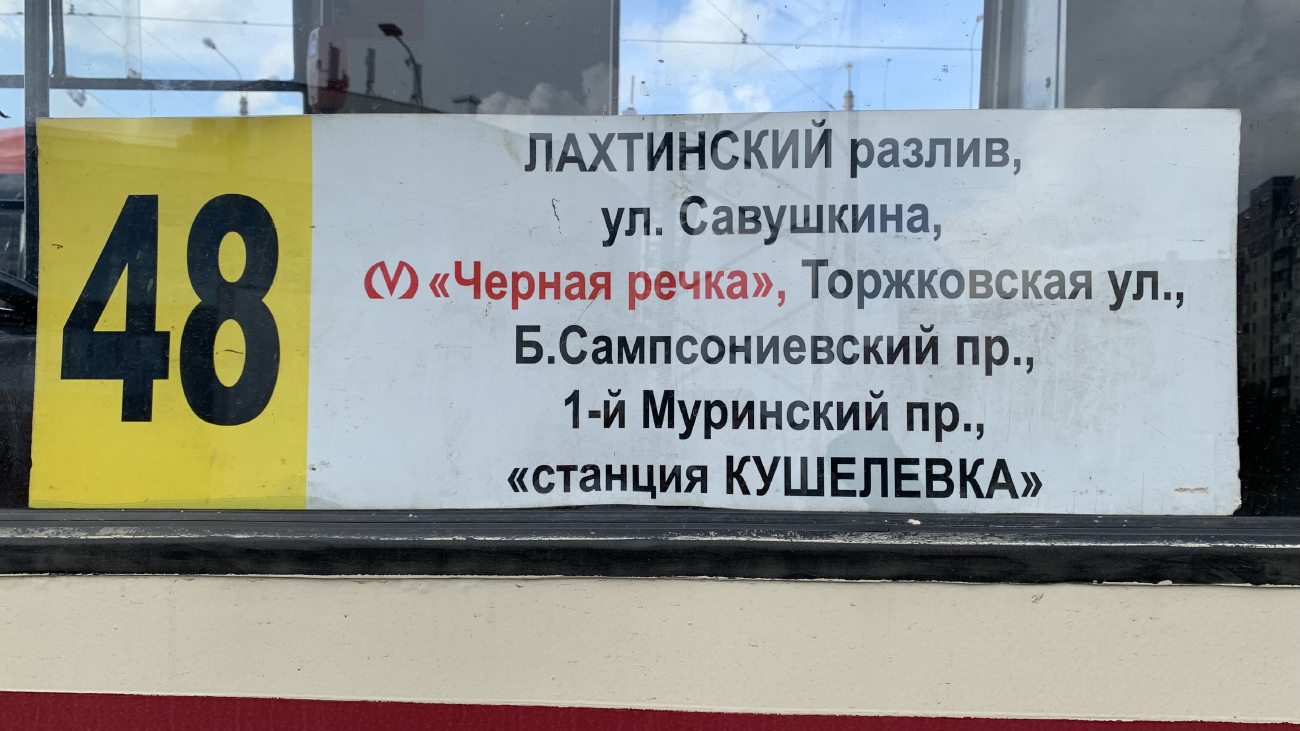 48
ЛАХТИНСКИЙ разлив,
ул. Савушкина,
«Черная речка», Торжковская ул.,
Б.Сампсониевский пр.,
1-й Муринский пр.,
«станция КУШЕЛЕВКА»